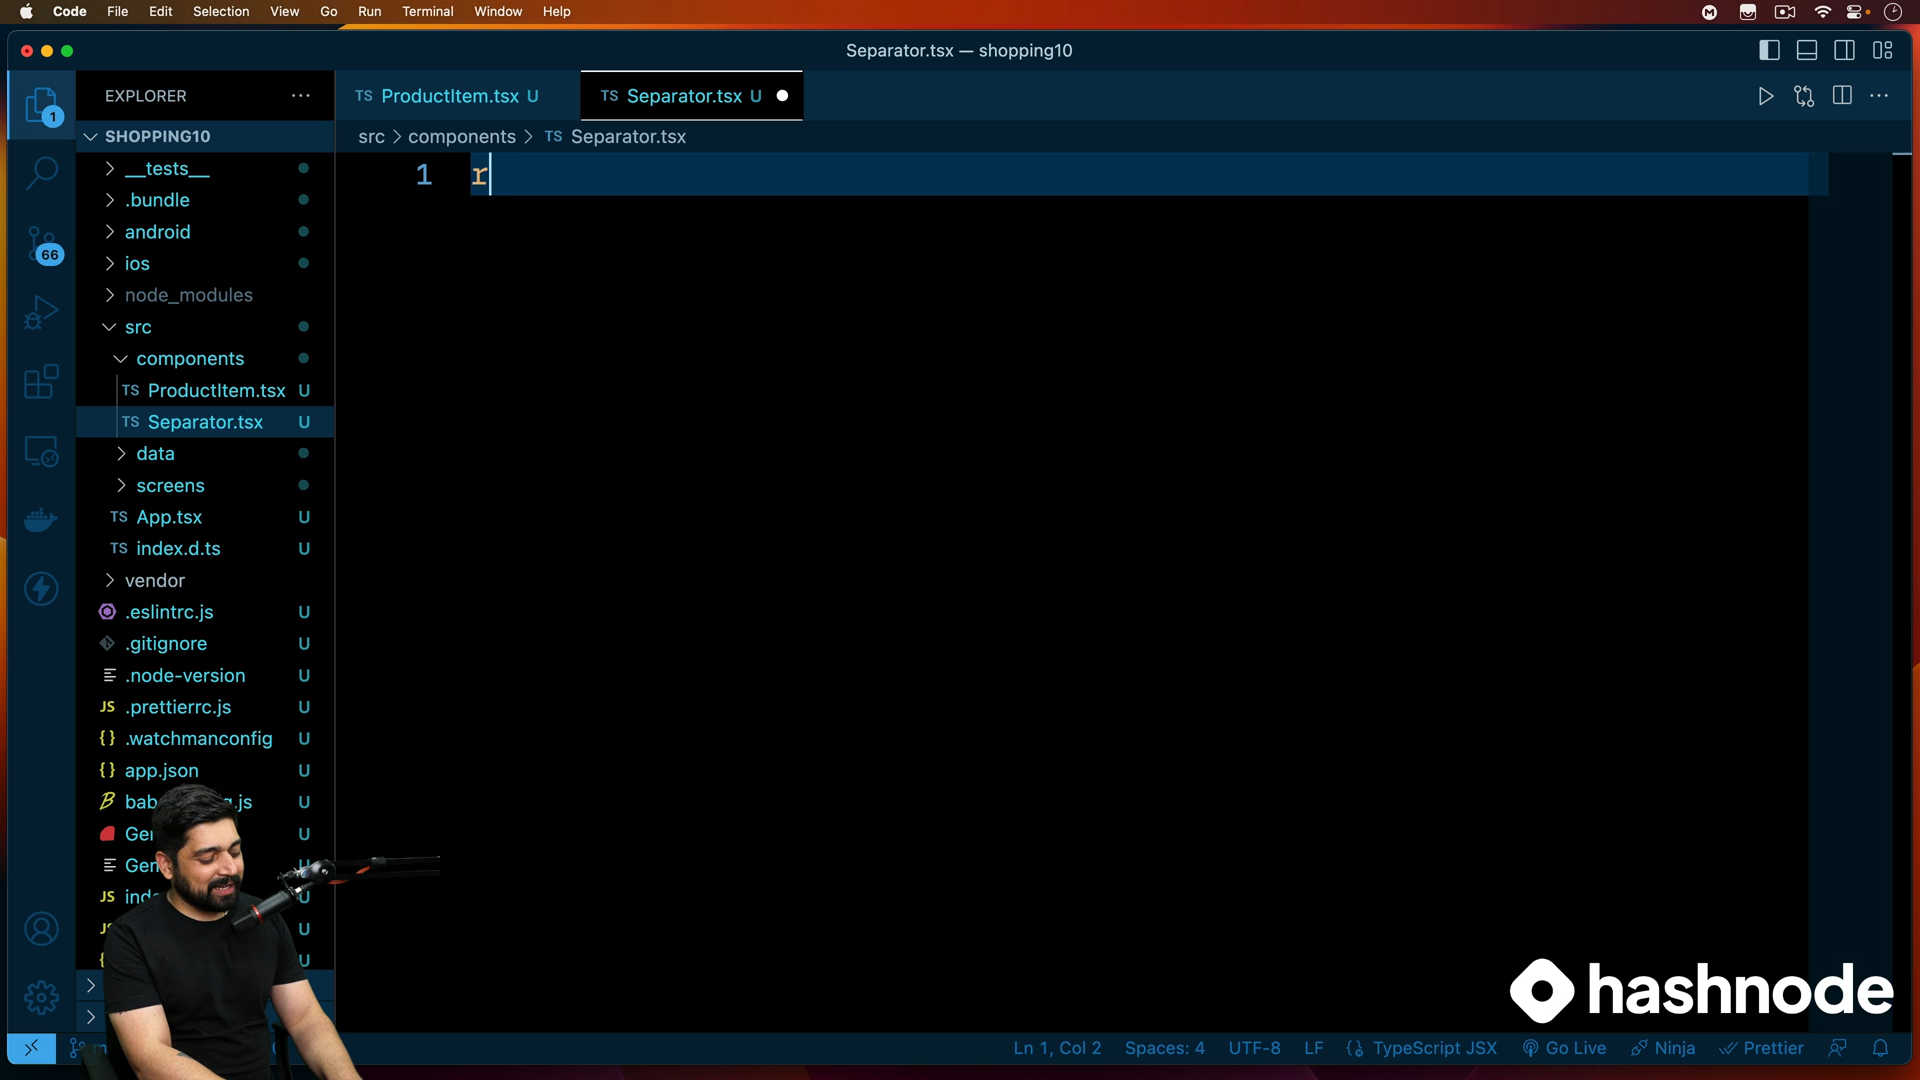 Code File Edit Selection View Go Run Terminal Window Help
Separator.tsx — shopping10
EXPLORER
TS ProductItem.tsx U
TS Separator.tsx U
1
SHOPPING10
src > components > TS Separator.tsx
__tests__
1 r
.bundle
android
66
ios
node_modules
src
components
TS ProductItem.tsx U
TS Separator.tsx U
data
screens
TS App.tsx U
TS index.d.ts U
vendor
.eslintrc.js U
.gitignore U
.node-version U
JS .prettierrc.js U
{} .watchmanconfig U
{} app.json U
U
U
U
JS U
U
U
hashnode
Ln 1, Col 2 Spaces: 4 UTF-8 LF {} TypeScript JSX Go Live Ninja Prettier